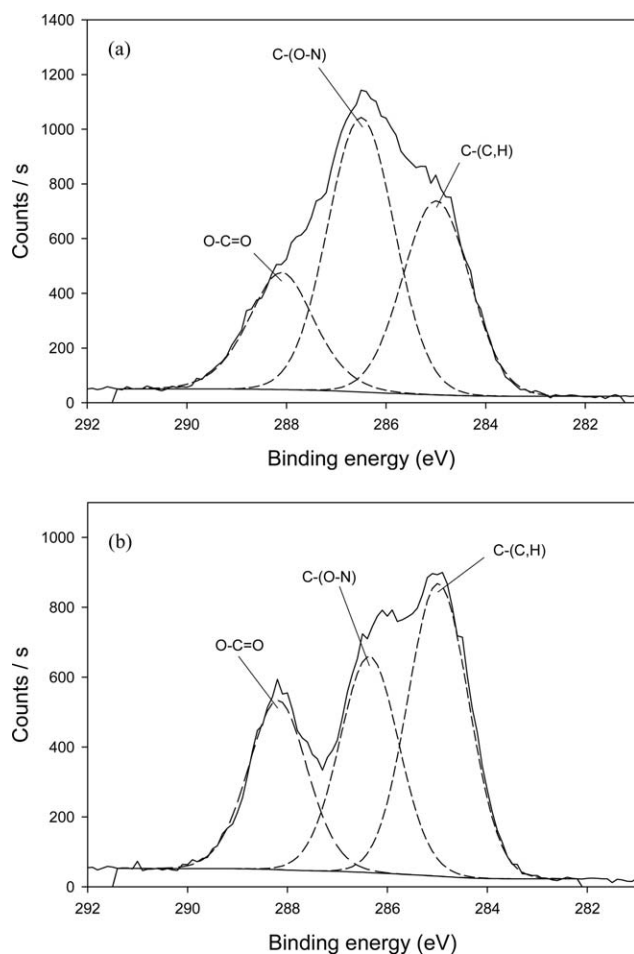 1400
(a)
C-(O-N)
1200
1000
C-(C,H)
800
O-C=O
600
400
200
0
Counts / s
292 290 288 286 284 282
Binding energy (eV)
1000
(b)
C-(C,H)
C-(O-N)
800
O-C=O
600
400
200
0
Counts / s
292 290 288 286 284 282
Binding energy (eV)